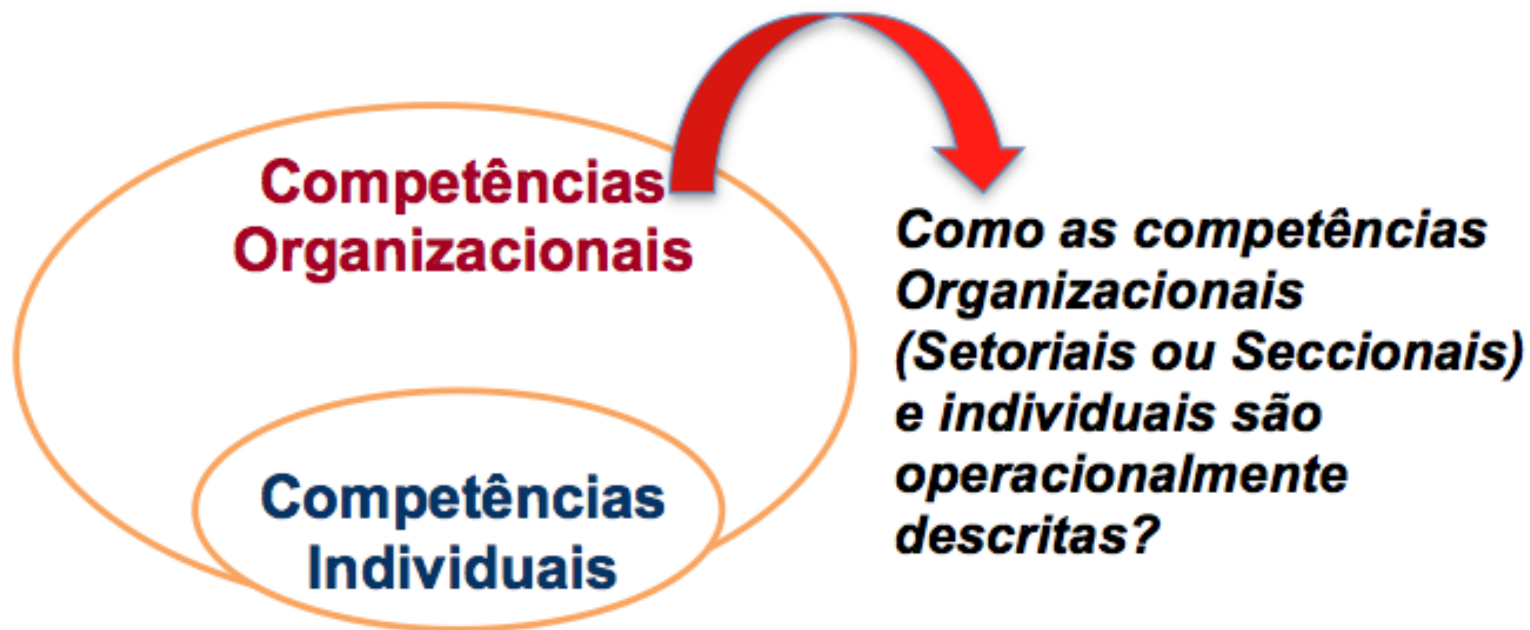 Competências
Organizacionais
Competências
Individuais
Como as competências
Organizacionais
(Setoriais ou Seccionais)
e individuais são
operacionalmente
descritas?